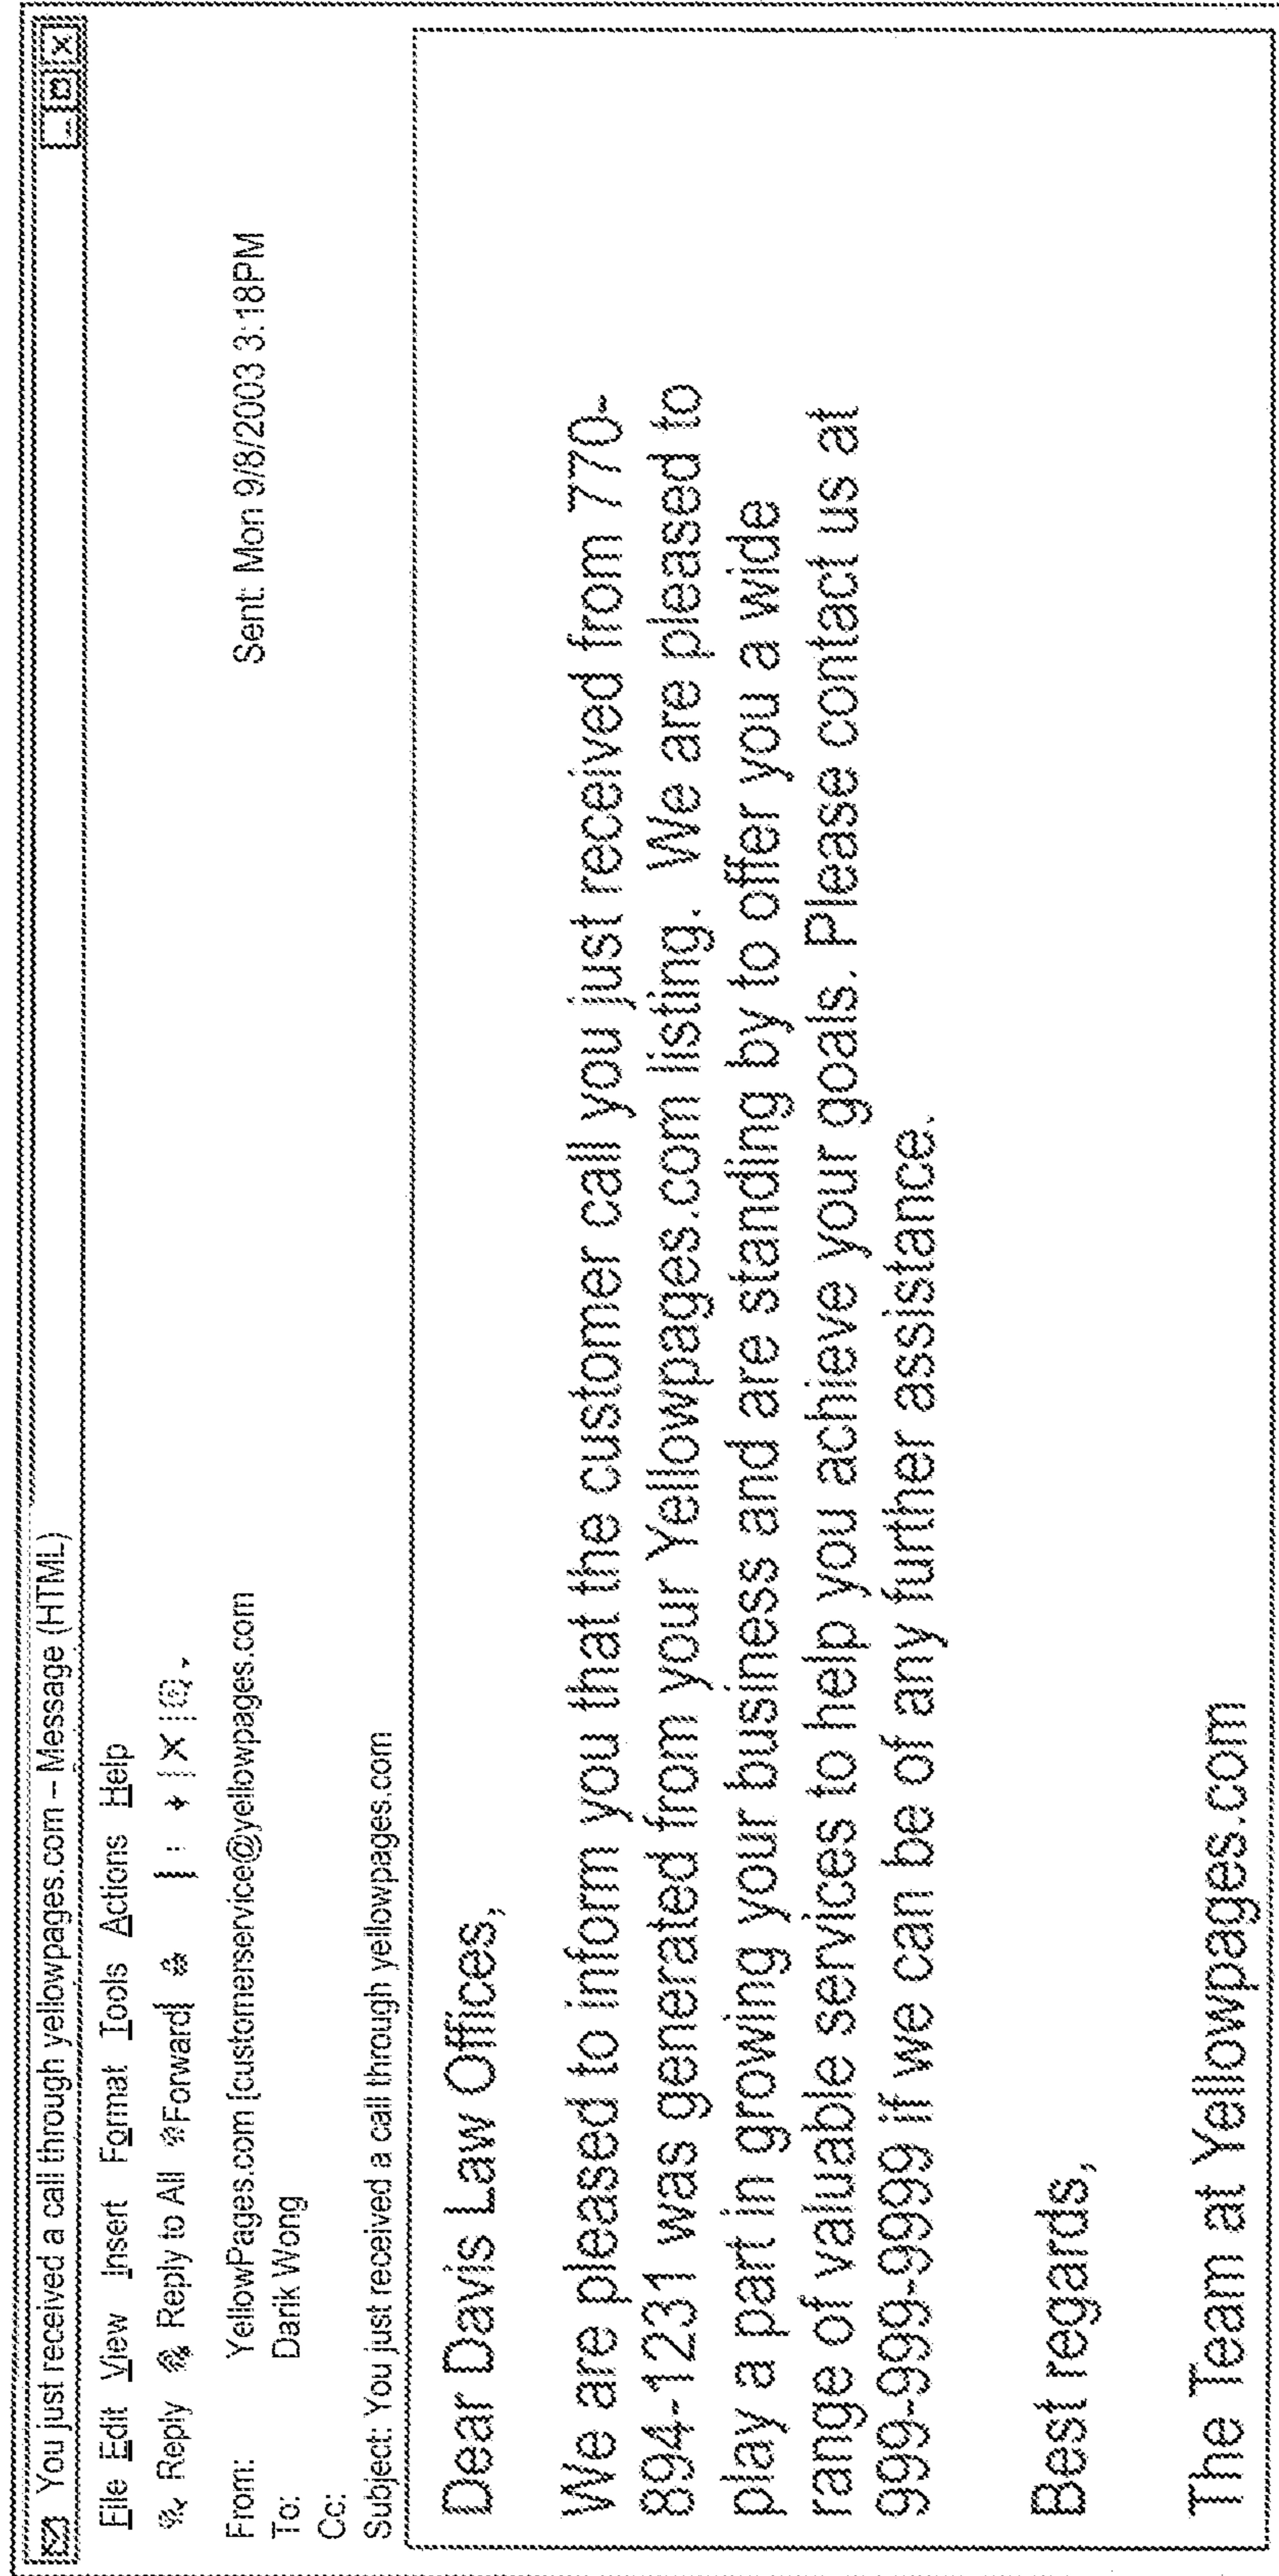 You just received a call through yellowpages.com – Message (HTML)
File Edit View Insert Format Tools Actions Help
Reply Reply to All Forward
From: YellowPages.com [customerservice@yellowpages.com
Sent: Mon 9/8/2003 3:18PM
To: Darik Wong
Cc:
Subject: You just received a call through yellowpages.com
Dear Davis Law Offices,
We are pleased to inform you that the customer call you just received from 770-
894-1231 was generated from your Yellowpages.com listing. We are pleased to
play a part in growing your business and are standing by to offer you a wide
range of valuable services to help you achieve your goals. Please contact us at
999-999-9999 if we can be of any further assistance.
Best regards,
The Team at Yellowpages.com